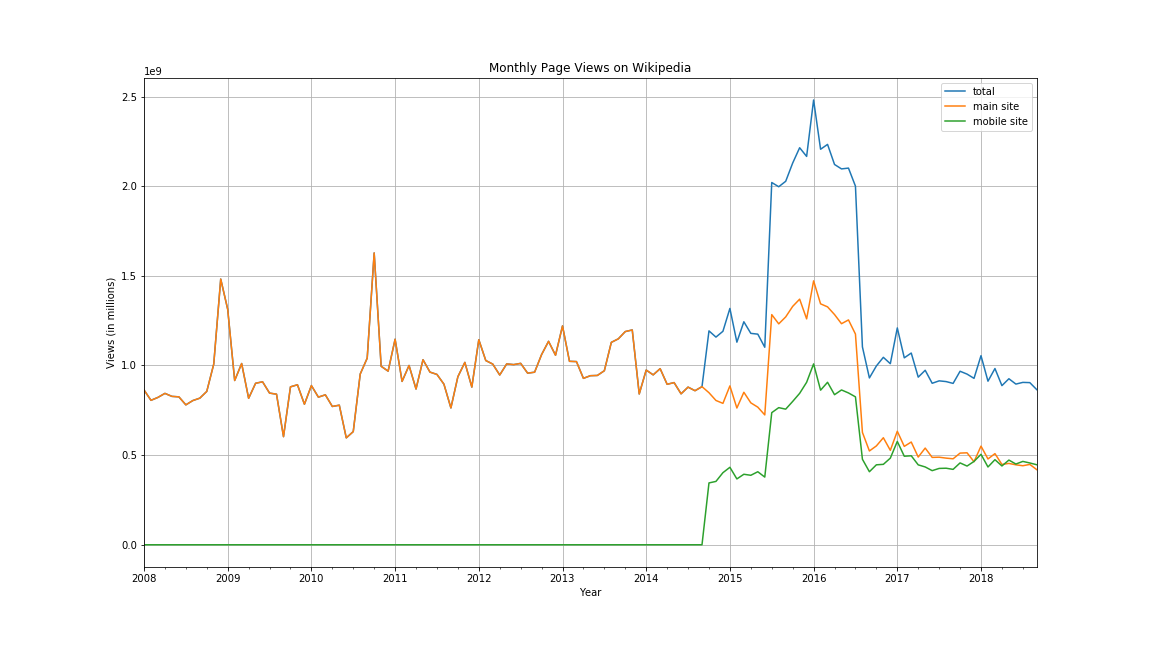 Monthly Page Views on Wikipedia
1e9
total
main site
mobile site
2.5
2.0
1.5
1.0
0.5
0.0
Views (in millions)
2008 2009 2010 2011 2012 2013 2014 2015 2016 2017 2018
Year